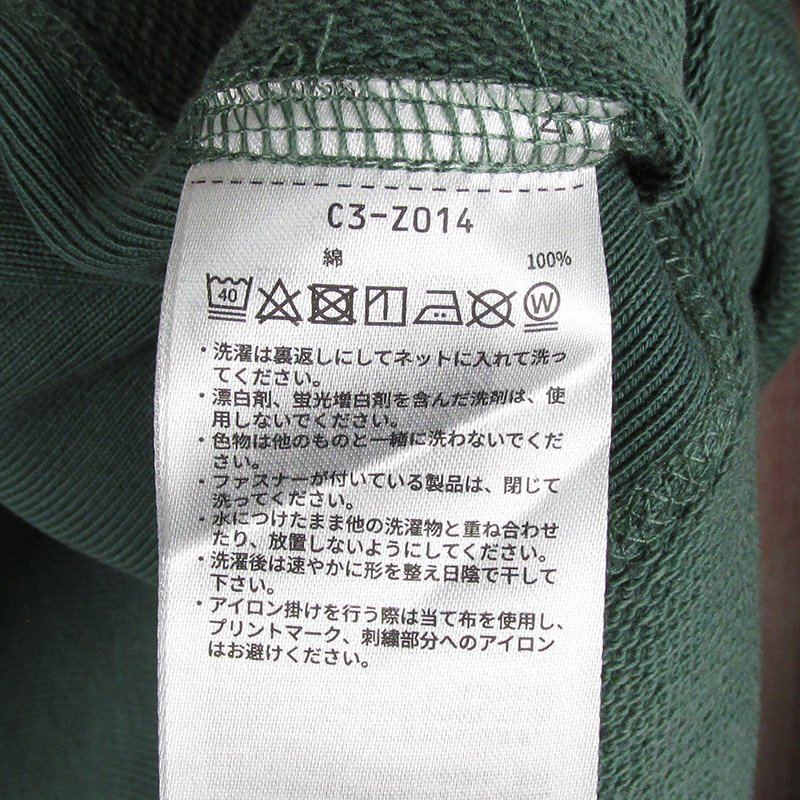 C3-Z014
綿 100%
40 W
・洗濯は裏返しにしてネットに入れて洗っ
てください。
・漂白剤、蛍光増白剤を含んだ洗剤は、使
用しないでください。
・色物は他のものと一緒に洗わないでくだ
さい。
・ファスナーが付いている製品は、閉じて
洗ってください。
・水につけたまま他の洗濯物と重ね合わせ
たり、放置しないようにしてください。
・洗濯後は速やかに形を整え日陰で干して
下さい。
・アイロン掛けを行う際は当て布を使用し、
プリントマーク、刺繍部分へのアイロン
はお避けください。